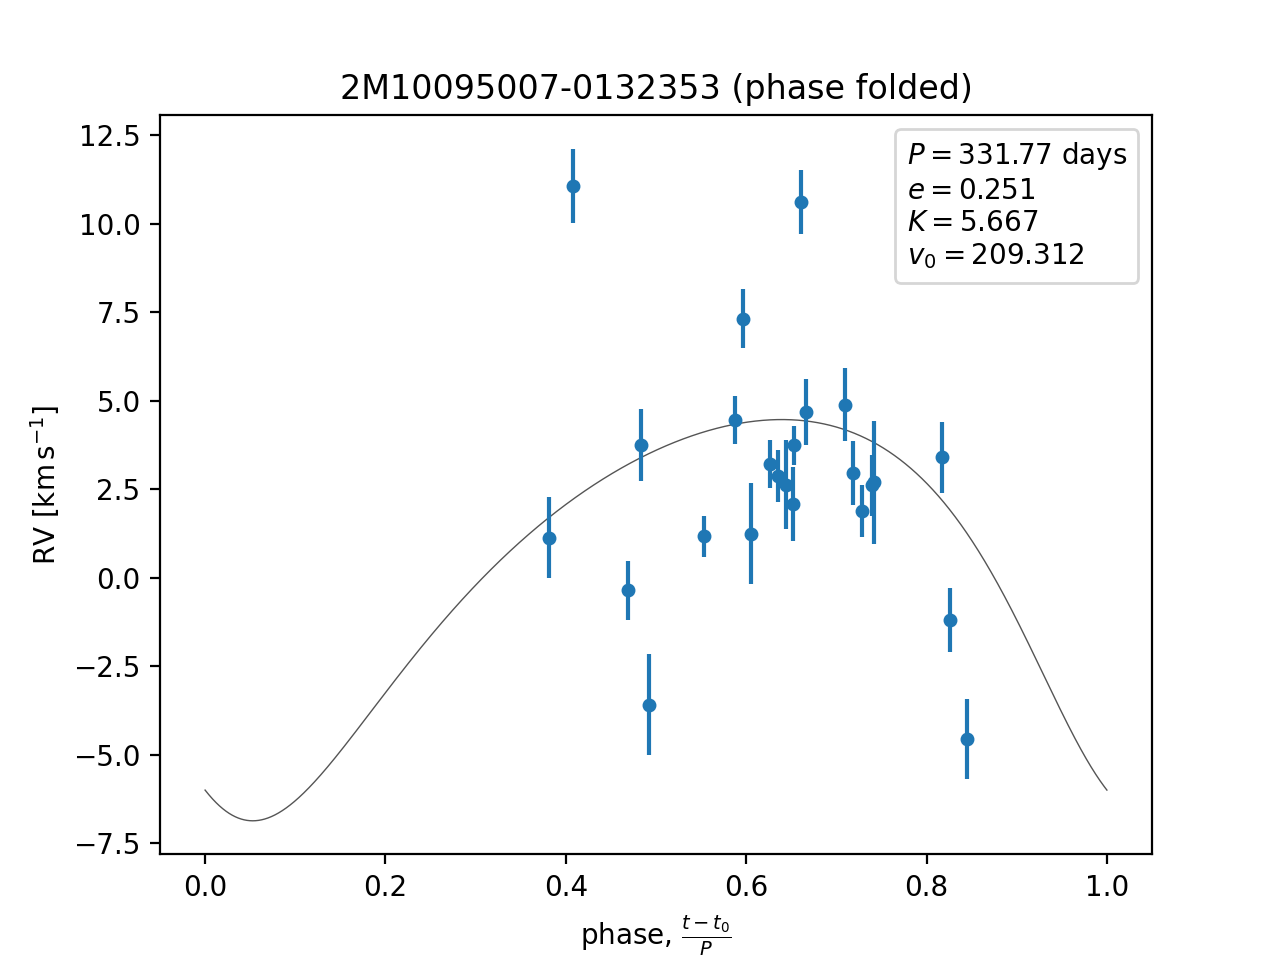 2M10095007-0132353 (phase folded)
P = 331.77 days
e = 0.251
K = 5.667
v₀ = 209.312
12.5
10.0
7.5
5.0
2.5
0.0
−2.5
−5.0
−7.5
RV [km s⁻¹]
0.0 0.2 0.4 0.6 0.8 1.0
phase, (t − t₀)/P